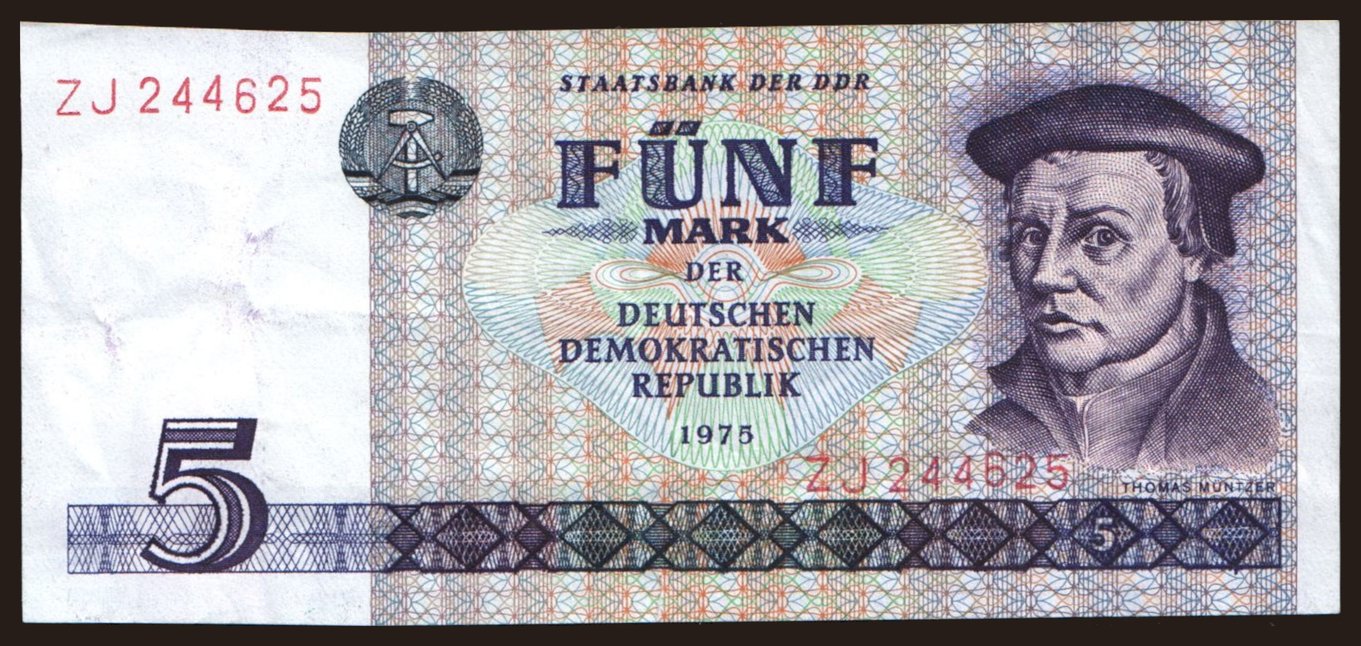 ZJ 244625
STAATSBANK DER DDR
FÜNF
MARK
DER
DEUTSCHEN
DEMOKRATISCHEN
REPUBLIK
1975
ZJ 244625
THOMAS MÜNTZER
5
5